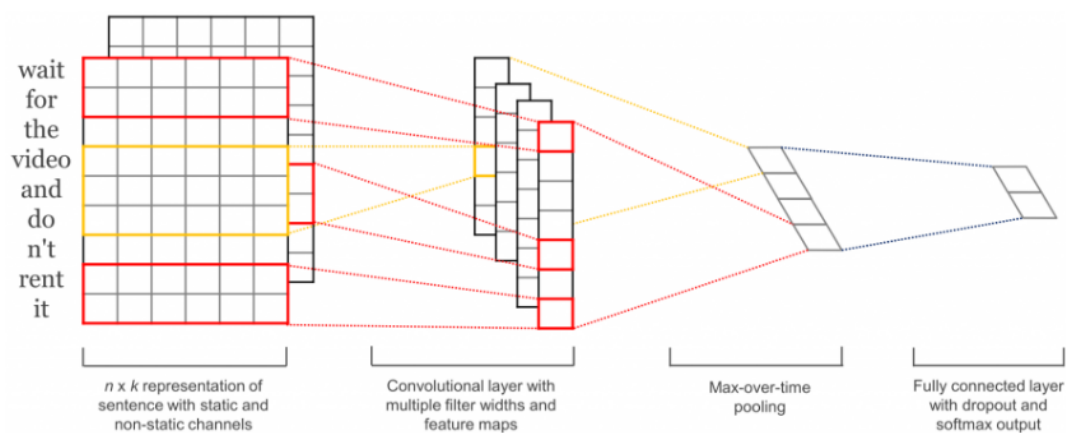 wait
for
the
video
and
do
n't
rent
it
n x k representation of
sentence with static and
non-static channels
Convolutional layer with
multiple filter widths and
feature maps
Max-over-time
pooling
Fully connected layer
with dropout and
softmax output